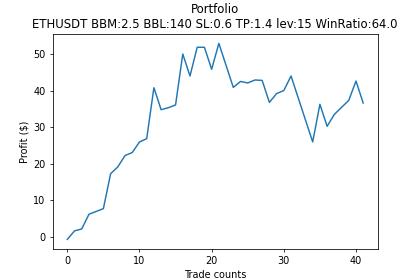 Portfolio
ETHUSDT BBM:2.5 BBL:140 SL:0.6 TP:1.4 lev:15 WinRatio:64.0
Profit ($)
50
40
30
20
10
0
0 10 20 30 40
Trade counts